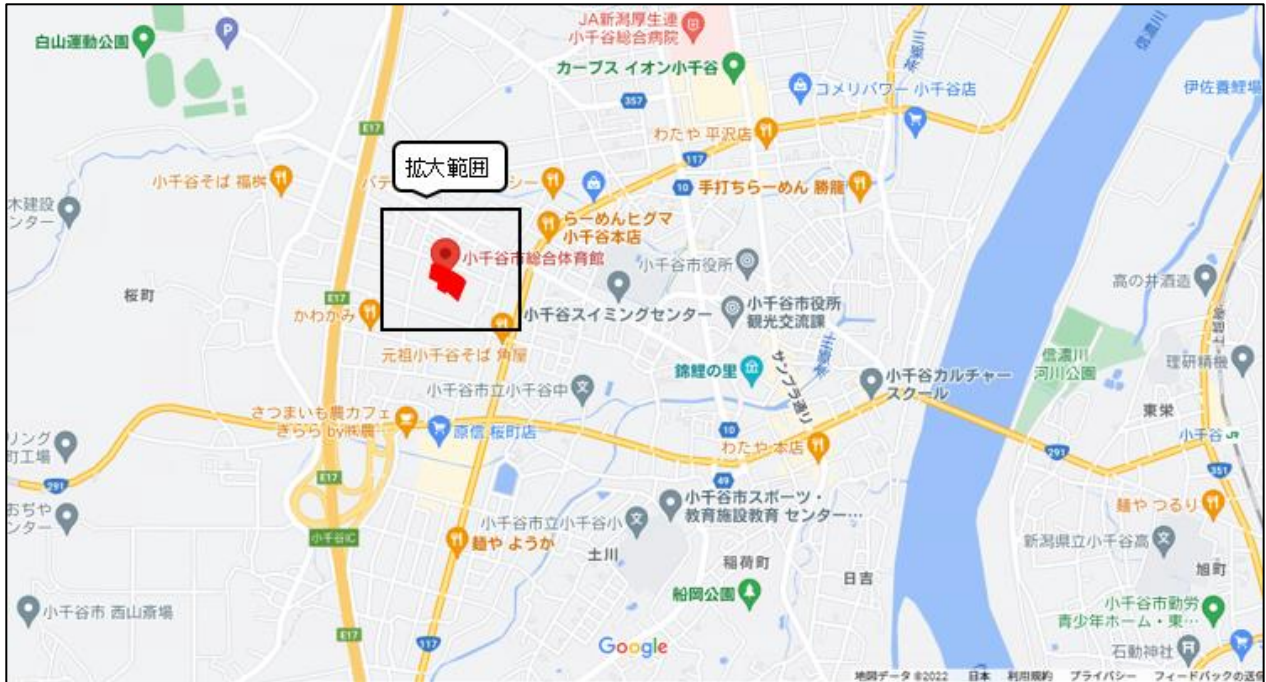 JA新潟厚生連
小千谷総合病院
白山運動公園
P
カーブス イオン小千谷
信濃川
コメリパワー 小千谷店
伊佐養鯉場
357
E17
わたや 平沢店
117
拡大範囲
小千谷そば 福桝
シー
10
手打ちらーめん 勝龍
木建設
ンター
らーめんヒグマ
小千谷本店
小千谷市総合体育館
小千谷市役所
高の井酒造
桜町
E17
小千谷スイミングセンター
小千谷市役所
観光交流課
かわかみ
元祖小千谷そば 角屋
信濃川
河川公園
理研精機
錦鯉の里
サンプラ通り
小千谷カルチャー
スクール
小千谷市立小千谷中
東栄
さつまいも農カフェ
きらら by㈱農…
原信 桜町店
10
わたや 本店
291
小千谷
JR
リング
町工場
351
E17
49
291
小千谷市スポーツ・
教育施設教育 センター…
麺や つるり
おぢや
ンター
小千谷市立小千谷小
小千谷IC
麺や ようか
土川
新潟県立小千谷高
稲荷町
日吉
旭町
船岡公園
小千谷市 西山斎場
小千谷市勤労
青少年ホーム・東…
E17
117
Google
石動神社
地図データ ©2022
日本
利用規約
プライバシー
フィードバックの送信